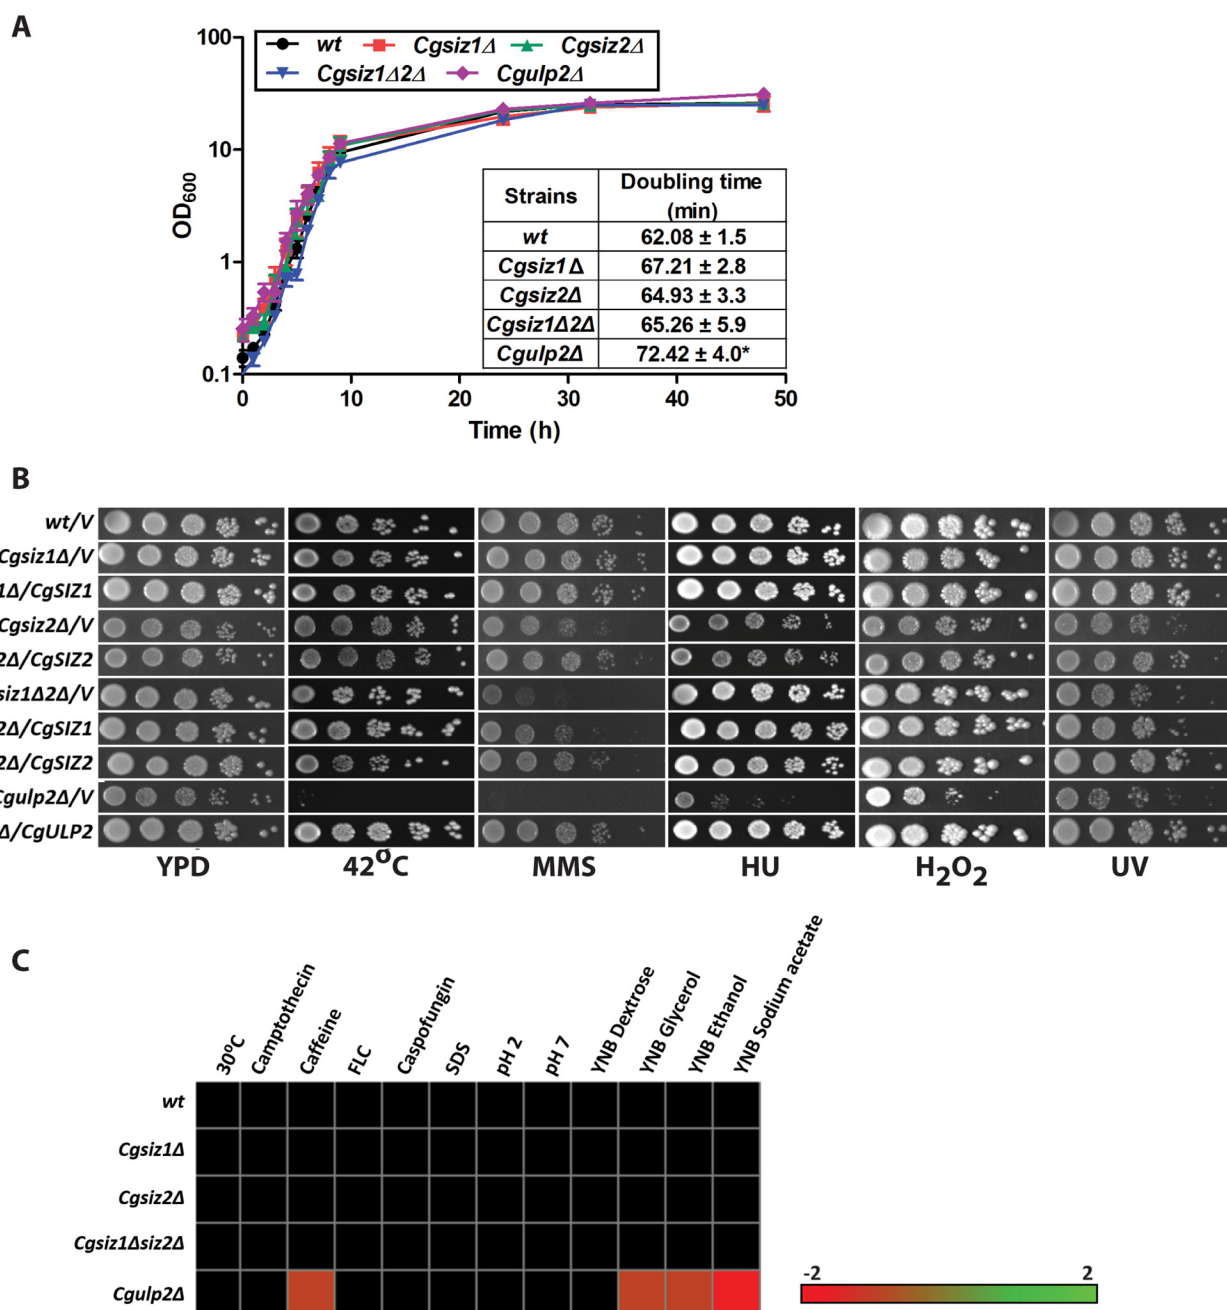 A
100
10
1
0.1
OD600
wt Cgsiz1Δ Cgsiz2Δ
Cgsiz1Δ2Δ Cgulp2Δ
Strains Doubling time (min)
wt 62.08 ± 1.5
Cgsiz1Δ 67.21 ± 2.8
Cgsiz2Δ 64.93 ± 3.3
Cgsiz1Δ2Δ 65.26 ± 5.9
Cgulp2Δ 72.42 ± 4.0*
0 10 20 30 40 50
Time (h)
B
wt/V
Cgsiz1Δ/V
1Δ/CgSIZ1
Cgsiz2Δ/V
2Δ/CgSIZ2
siz1Δ2Δ/V
2Δ/CgSIZ1
2Δ/CgSIZ2
Cgulp2Δ/V
Δ/CgULP2
YPD 42°C MMS HU H2O2 UV
C
30°C
Camptothecin
Caffeine
FLC
Caspofungin
SDS
pH 2
pH 7
YNB Dextrose
YNB Glycerol
YNB Ethanol
YNB Sodium acetate
wt
Cgsiz1Δ
Cgsiz2Δ
Cgsiz1Δsiz2Δ
Cgulp2Δ
-2 2